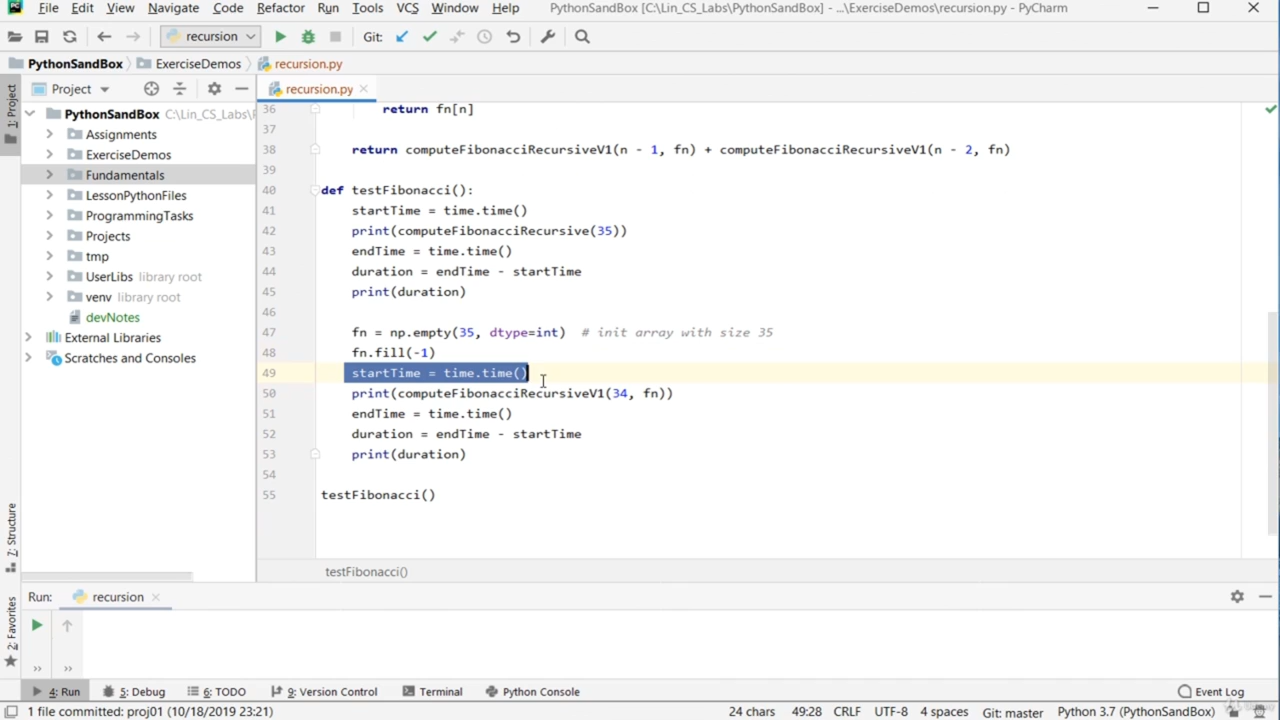 File Edit View Navigate Code Refactor Run Tools VCS Window Help PythonSandBox [C:\Lin_CS_Labs\PythonSandBox] - ...\ExerciseDemos\recursion.py - PyCharm
recursion Git:
PythonSandBox ExerciseDemos recursion.py
1: Project
Project
recursion.py
PythonSandBox C:\Lin_CS_Labs\
Assignments
ExerciseDemos
Fundamentals
LessonPythonFiles
ProgrammingTasks
Projects
tmp
UserLibs library root
venv library root
devNotes
External Libraries
Scratches and Consoles
36 return fn[n]
37
38 return computeFibonacciRecursiveV1(n - 1, fn) + computeFibonacciRecursiveV1(n - 2, fn)
39
40 def testFibonacci():
41 startTime = time.time()
42 print(computeFibonacciRecursive(35))
43 endTime = time.time()
44 duration = endTime - startTime
45 print(duration)
46
47 fn = np.empty(35, dtype=int) # init array with size 35
48 fn.fill(-1)
49 startTime = time.time()
50 print(computeFibonacciRecursiveV1(34, fn))
51 endTime = time.time()
52 duration = endTime - startTime
53 print(duration)
54
55 testFibonacci()
testFibonacci()
7: Structure
2: Favorites
Run: recursion
4: Run 5: Debug 6: TODO 9: Version Control Terminal Python Console Event Log
1 file committed: proj01 (10/18/2019 23:21) 24 chars 49:28 CRLF UTF-8 4 spaces Git: master Python 3.7 (PythonSandBox)